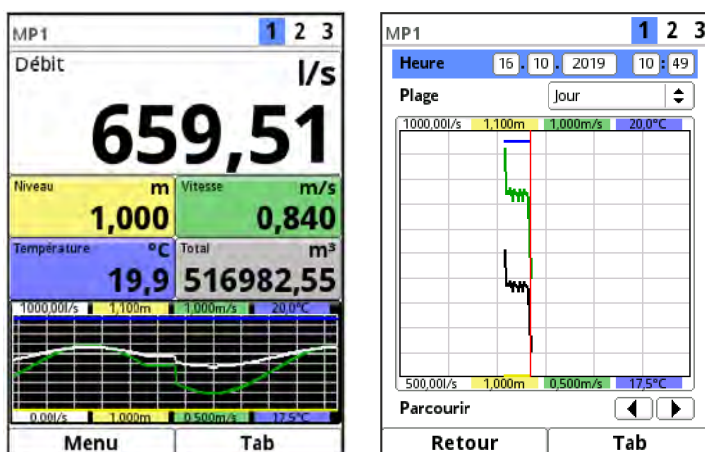 MP1 1 2 3
Débit l/s
659,51
Niveau m Vitesse m/s
1,000 0,840
Température °C Total m³
19,9 516982,55
1000,00l/s 1,100m 1,000m/s 20,0°C
0,00l/s 1,000m 0,500m/s 17,5°C
Menu Tab
MP1 1 2 3
Heure 16 . 10 . 2019 10 : 49
Plage Jour
1000,00l/s 1,100m 1,000m/s 20,0°C
500,00l/s 1,000m 0,500m/s 17,5°C
Parcourir
Retour Tab